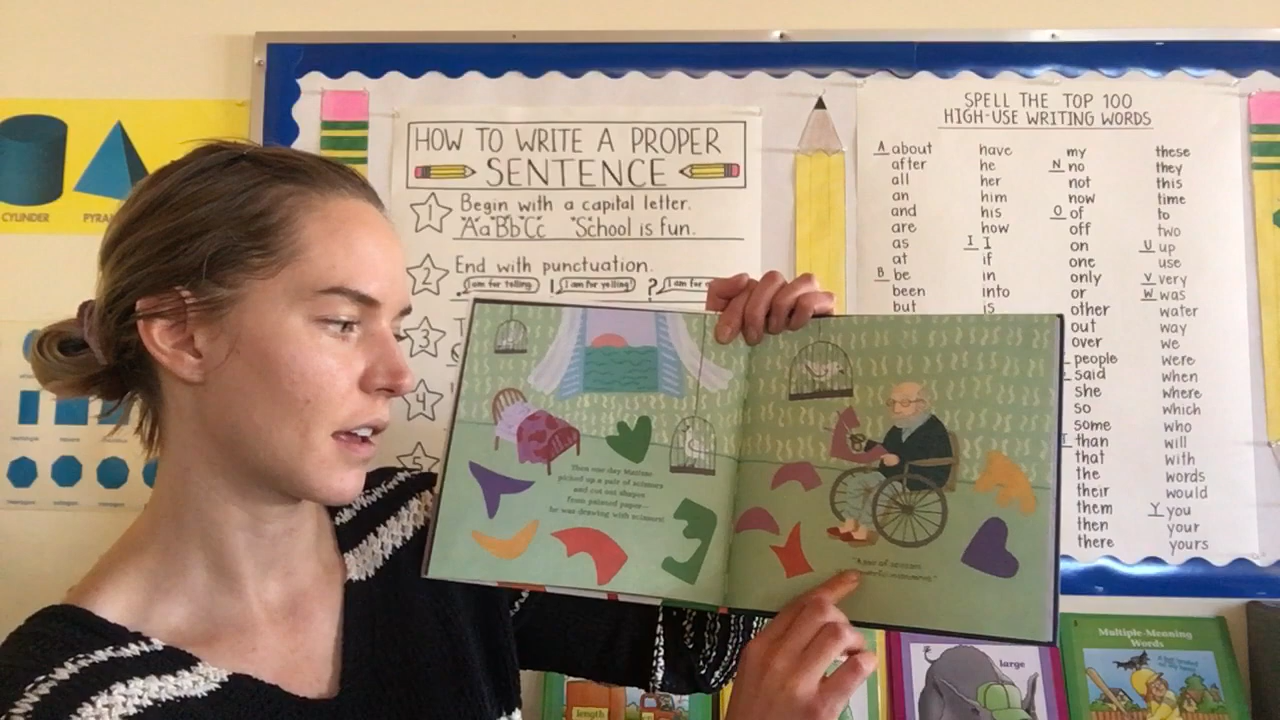 CYLINDER
HOW TO WRITE A PROPER
SENTENCE
1 Begin with a capital letter.
AaBbCc "School is fun.
2 End with punctuation.
. I am for telling. ! I am for yelling! ? I am for
3
4
5
SPELL THE TOP 100
HIGH-USE WRITING WORDS
A about
after
all
an
and
are
as
at
B be
been
but
have
he
her
him
his
how
I I
if
in
into
is
my
N no
not
now
O of
off
on
one
only
or
other
out
over
people
said
she
so
some
T than
that
the
their
them
then
there
these
they
this
time
to
two
U up
use
V very
W was
water
way
we
were
when
where
which
who
will
with
words
would
Y you
your
yours
Then one day Matisse
picked up a pair of scissors
and cut out shapes
from painted paper—
he was drawing with scissors!
"A pair of scissors
wonderful instrument."
length
large
Multiple-Meaning
Words